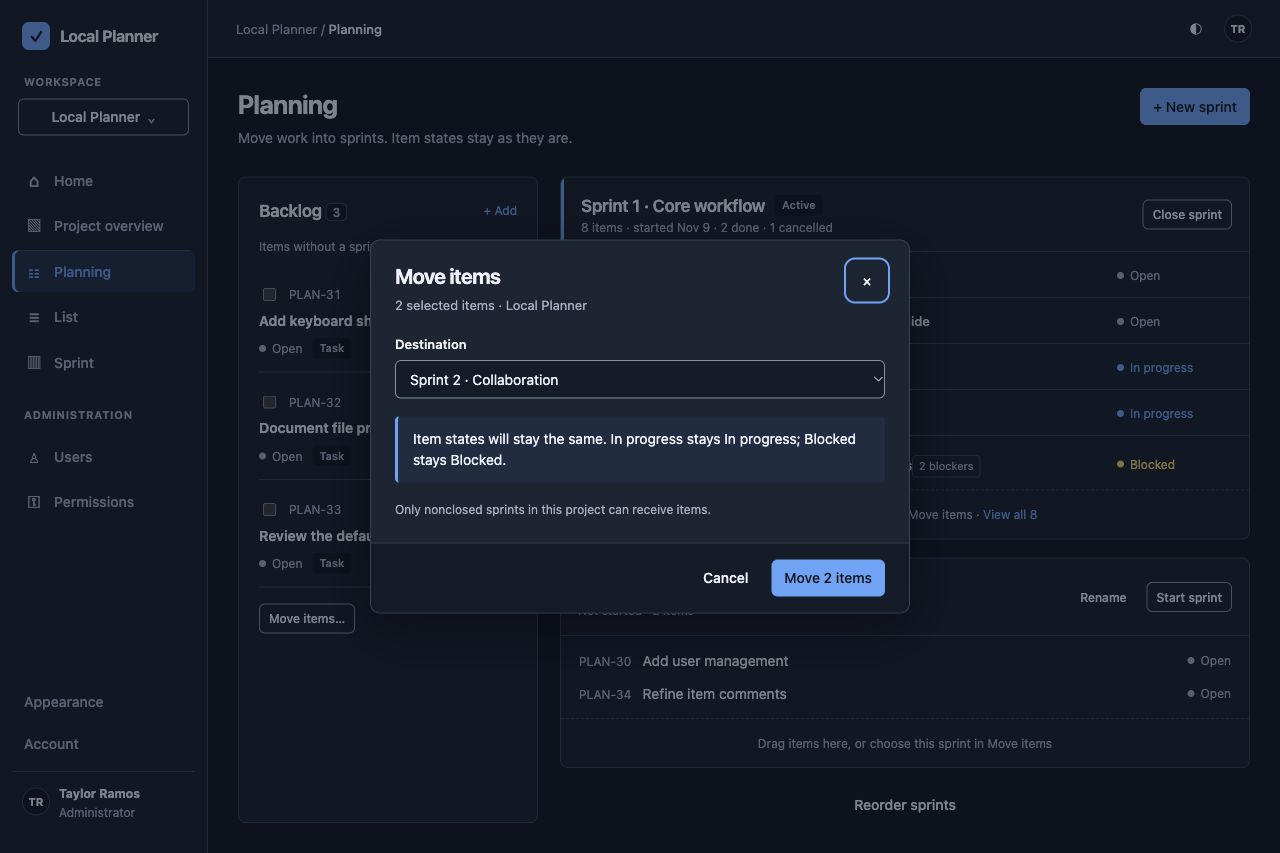 Local Planner
WORKSPACE
Local Planner
Home
Project overview
Planning
List
Sprint
ADMINISTRATION
Users
Permissions
Appearance
Account
TR
Taylor Ramos
Administrator
Local Planner / Planning
TR
Planning
Move work into sprints. Item states stay as they are.
+ New sprint
Backlog 3
+ Add
Items without a
PLAN-31
Add keyboard
Open Task
PLAN-32
Document file
Open Task
PLAN-33
Review the
Open Task
Move items...
Sprint 1 · Core workflow Active
8 items · started Nov 9 · 2 done · 1 cancelled
Close sprint
Open
Open
In progress
In progress
2 blockers
Blocked
Move items · View all 8
Move items
2 selected items · Local Planner
×
Destination
Sprint 2 · Collaboration
Item states will stay the same. In progress stays In progress; Blocked
stays Blocked.
Only nonclosed sprints in this project can receive items.
Cancel
Move 2 items
Rename
Start sprint
PLAN-30 Add user management Open
PLAN-34 Refine item comments Open
Drag items here, or choose this sprint in Move items
Reorder sprints